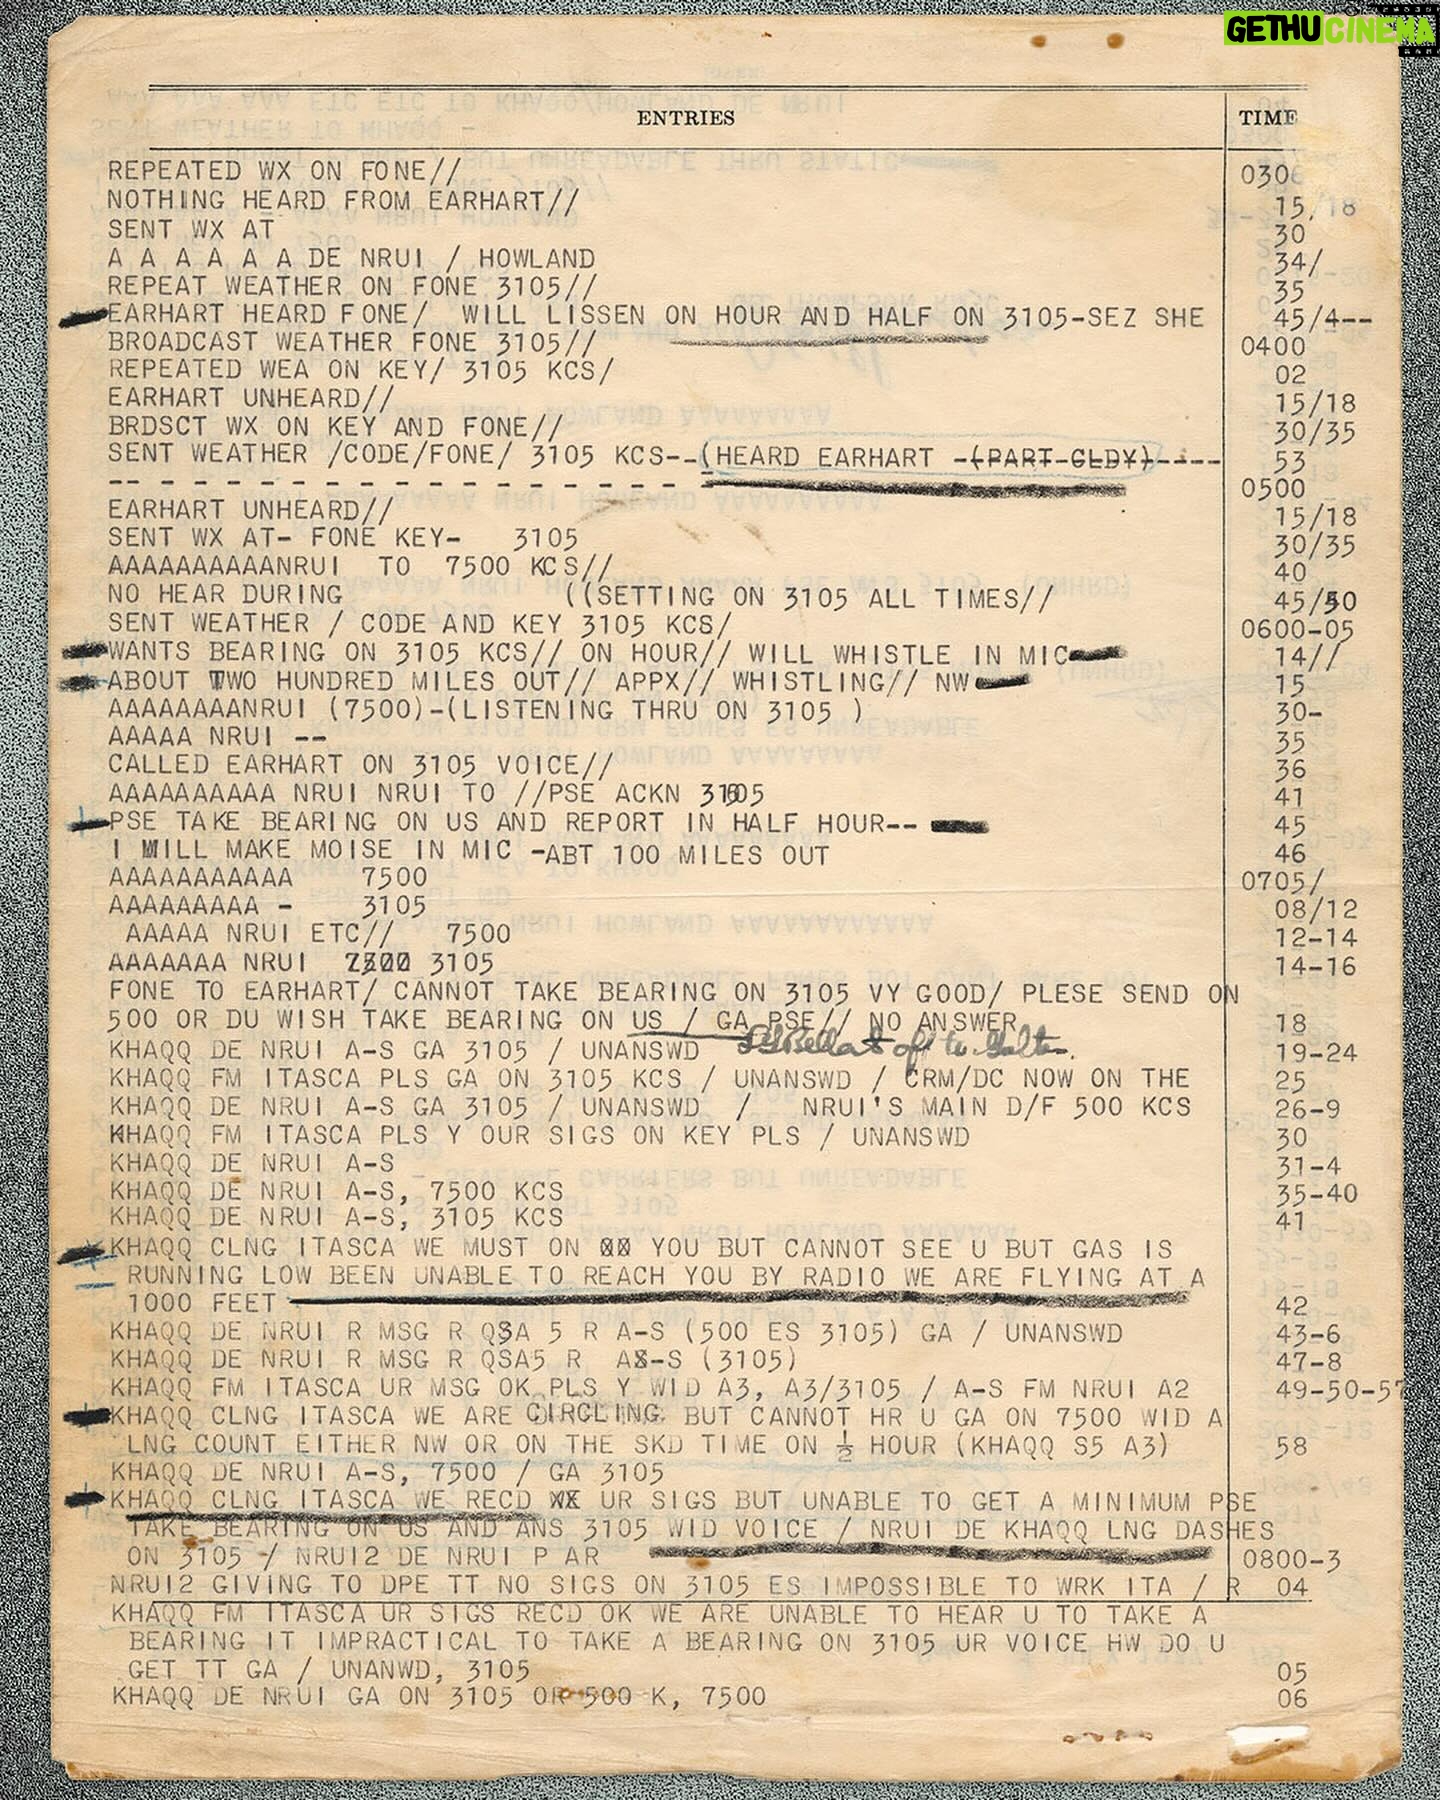 GETHUCINEMA
ENTRIES TIME
REPEATED WX ON FONE// 030
NOTHING HEARD FROM EARHART// 15/18
SENT WX AT 30
A A A A A A DE NRUI / HOWLAND 34/
REPEAT WEATHER ON FONE 3105// 35
EARHART HEARD FONE/ WILL LISSEN ON HOUR AND HALF ON 3105-SEZ SHE 45/4--
BROADCAST WEATHER FONE 3105// 0400
REPEATED WEA ON KEY/ 3105 KCS/ 02
EARHART UNHEARD// 15/18
BRDSCT WX ON KEY AND FONE// 30/35
SENT WEATHER /CODE/FONE/ 3105 KCS--(HEARD EARHART -(PART CLDY)---- 53
-- - - - - - - - - - - - - - - - - - - 0500
EARHART UNHEARD// 15/18
SENT WX AT- FONE KEY- 3105 30/35
AAAAAAAAAANRUI TO 7500 KCS// 40
NO HEAR DURING ((SETTING ON 3105 ALL TIMES// 45/50
SENT WEATHER / CODE AND KEY 3105 KCS/ 0600-05
WANTS BEARING ON 3105 KCS// ON HOUR// WILL WHISTLE IN MIC 14//
ABOUT TWO HUNDRED MILES OUT// APPX// WHISTLING// NW 15
AAAAAAAANRUI (7500)-(LISTENING THRU ON 3105 ) 30-
AAAAA NRUI -- 35
CALLED EARHART ON 3105 VOICE// 36
AAAAAAAAAA NRUI NRUI TO //PSE ACKN 3105 41
PSE TAKE BEARING ON US AND REPORT IN HALF HOUR-- 45
I WILL MAKE MOISE IN MIC -ABT 100 MILES OUT 46
AAAAAAAAAAA 7500 0705/
AAAAAAAAA - 3105 08/12
AAAAA NRUI ETC// 7500 12-14
AAAAAAA NRUI 3105 14-16
FONE TO EARHART/ CANNOT TAKE BEARING ON 3105 VY GOOD/ PLESE SEND ON
500 OR DU WISH TAKE BEARING ON US / GA PSE// NO ANSWER 18
KHAQQ DE NRUI A-S GA 3105 / UNANSWD off to 19-24
KHAQQ FM ITASCA PLS GA ON 3105 KCS / UNANSWD / CRM/DC NOW ON THE 25
KHAQQ DE NRUI A-S GA 3105 / UNANSWD / NRUI'S MAIN D/F 500 KCS 26-9
KHAQQ FM ITASCA PLS Y OUR SIGS ON KEY PLS / UNANSWD 30
KHAQQ DE NRUI A-S 31-4
KHAQQ DE NRUI A-S, 7500 KCS 35-40
KHAQQ DE NRUI A-S, 3105 KCS 41
KHAQQ CLNG ITASCA WE MUST ON YOU BUT CANNOT SEE U BUT GAS IS
RUNNING LOW BEEN UNABLE TO REACH YOU BY RADIO WE ARE FLYING AT A
1000 FEET 42
KHAQQ DE NRUI R MSG R QSA 5 R A-S (500 ES 3105) GA / UNANSWD 43-6
KHAQQ DE NRUI R MSG R QSA5 R A-S (3105) 47-8
KHAQQ FM ITASCA UR MSG OK PLS Y WID A3, A3/3105 / A-S FM NRUI A2 49-50-57
KHAQQ CLNG ITASCA WE ARE CIRCLING BUT CANNOT HR U GA ON 7500 WID A
LNG COUNT EITHER NW OR ON THE SKD TIME ON ½ HOUR (KHAQQ S5 A3) 58
KHAQQ DE NRUI A-S, 7500 / GA 3105
KHAQQ CLNG ITASCA WE RECD UR SIGS BUT UNABLE TO GET A MINIMUM PSE
TAKE BEARING ON US AND ANS 3105 WID VOICE / NRUI DE KHAQQ LNG DASHES
ON 3105 / NRUI2 DE NRUI P AR 0800-3
NRUI2 GIVING TO DPE TT NO SIGS ON 3105 ES IMPOSSIBLE TO WRK ITA / R 04
KHAQQ FM ITASCA UR SIGS RECD OK WE ARE UNABLE TO HEAR U TO TAKE A
BEARING IT IMPRACTICAL TO TAKE A BEARING ON 3105 UR VOICE HW DO U
GET TT GA / UNANWD, 3105 05
KHAQQ DE NRUI GA ON 3105 OR 500 K, 7500 06